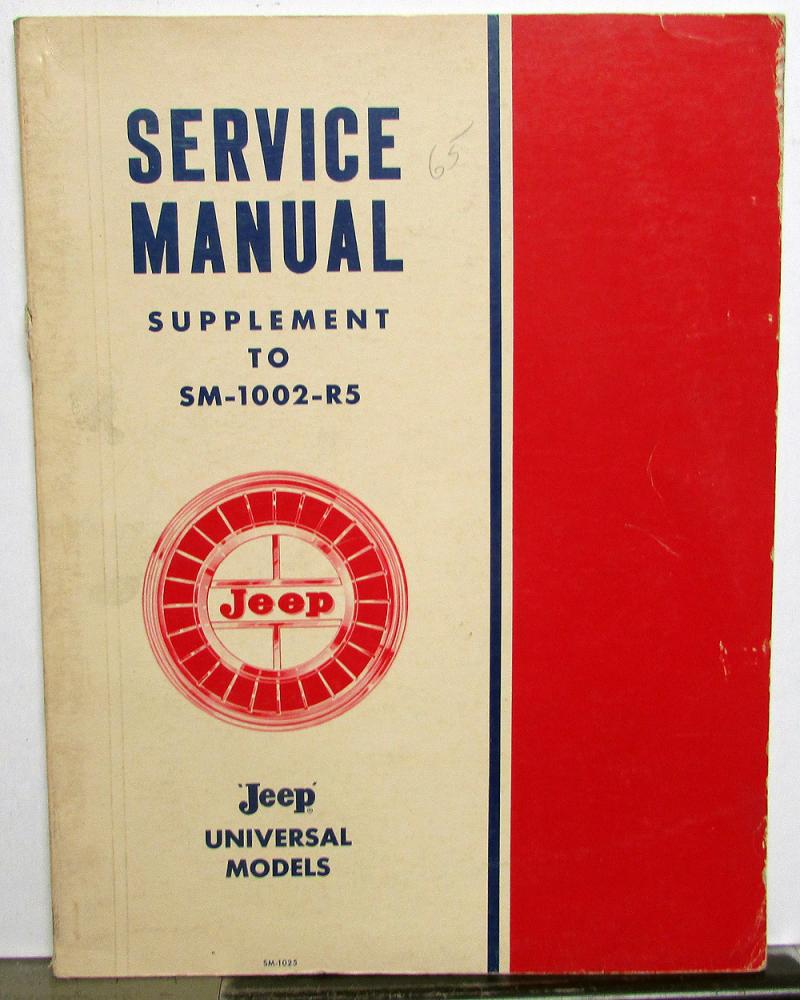 SERVICE
65
MANUAL
SUPPLEMENT
TO
SM-1002-R5
Jeep
'Jeep'®
UNIVERSAL
MODELS
SM-1025